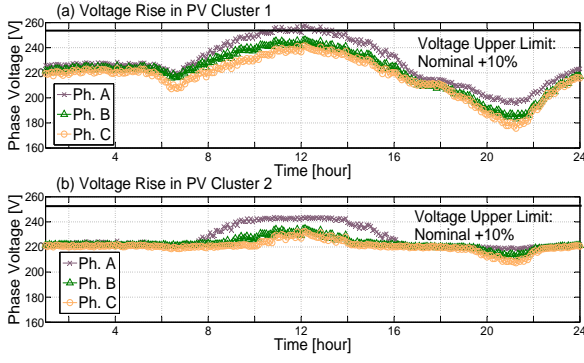 (a) Voltage Rise in PV Cluster 1
260
240
220
200
180
160
Phase Voltage [V]
Voltage Upper Limit:
Nominal +10%
Ph. A
Ph. B
Ph. C
4
8
12
16
20
24
Time [hour]
(b) Voltage Rise in PV Cluster 2
260
240
220
200
180
160
Phase Voltage [V]
Voltage Upper Limit:
Nominal +10%
Ph. A
Ph. B
Ph. C
4
8
12
16
20
24
Time [hour]